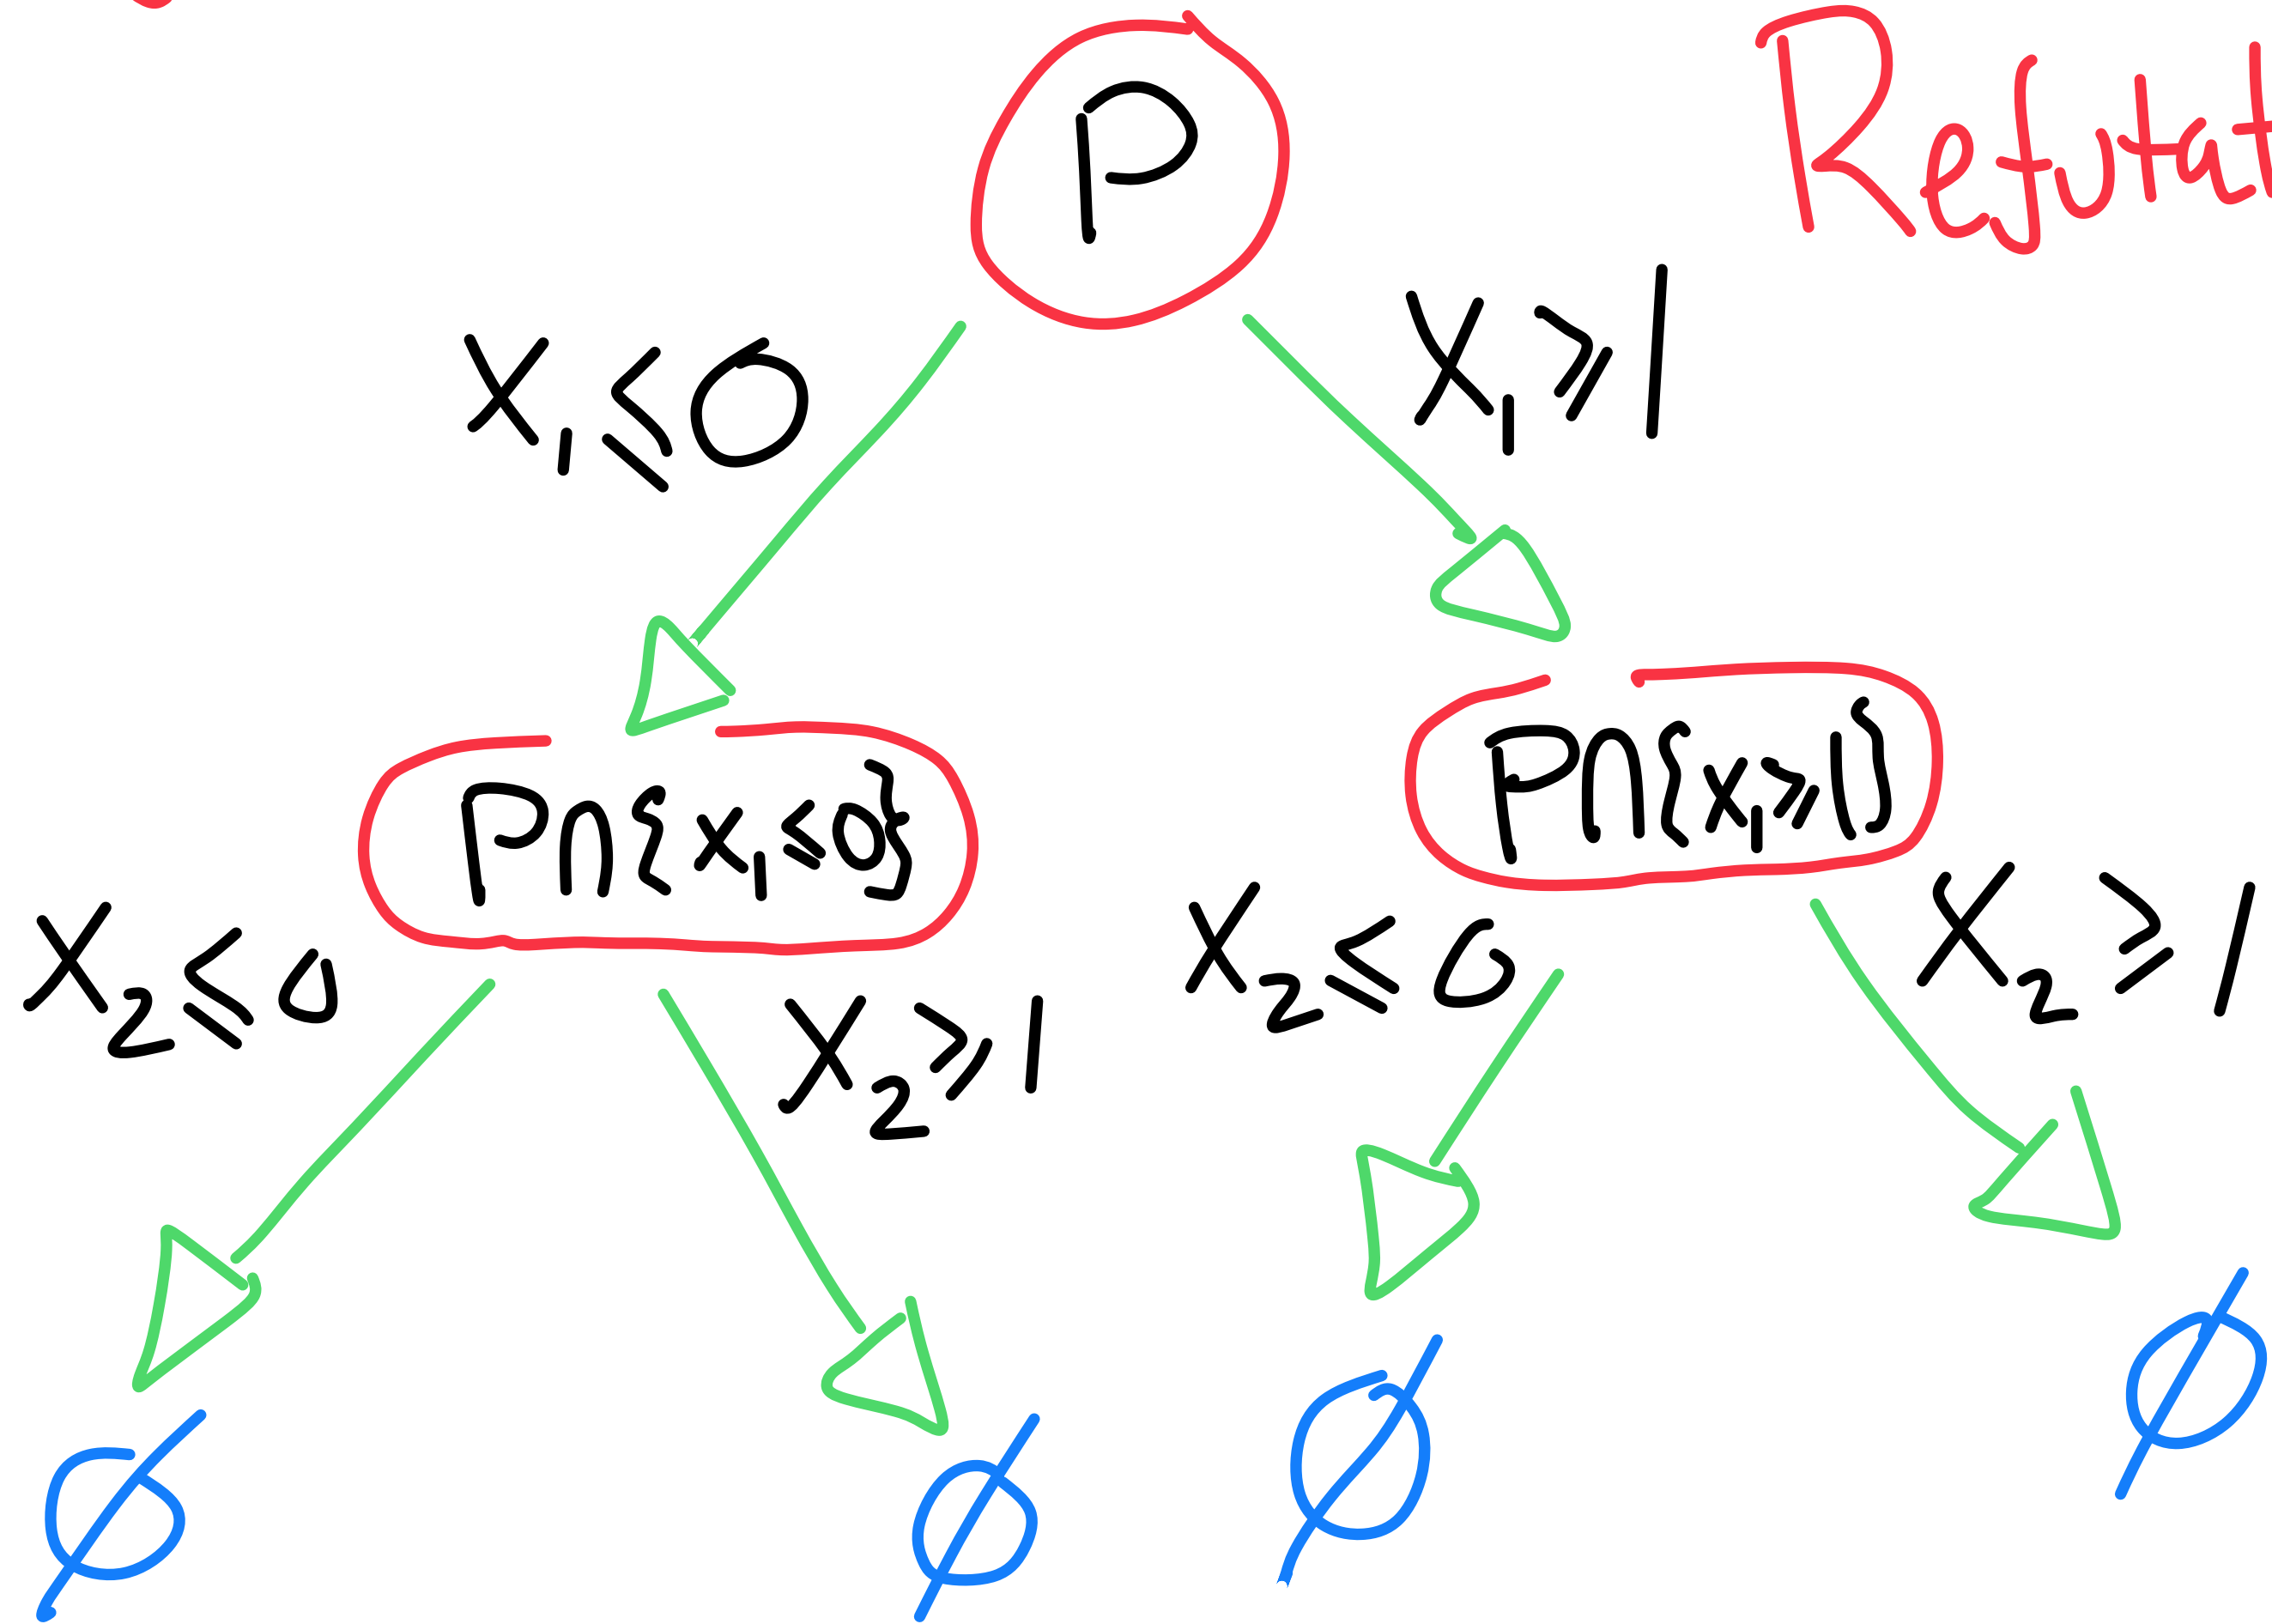 P
Refutat
x₁ ≤ 0
x₁ ≥ 1
P∩{x₁≤0}
P∩{x₁≥1}
x₂ ≤ 0
x₂ ≥ 1
x₂ ≤ 0
x₂ ≥ 1
∅
∅
∅
∅